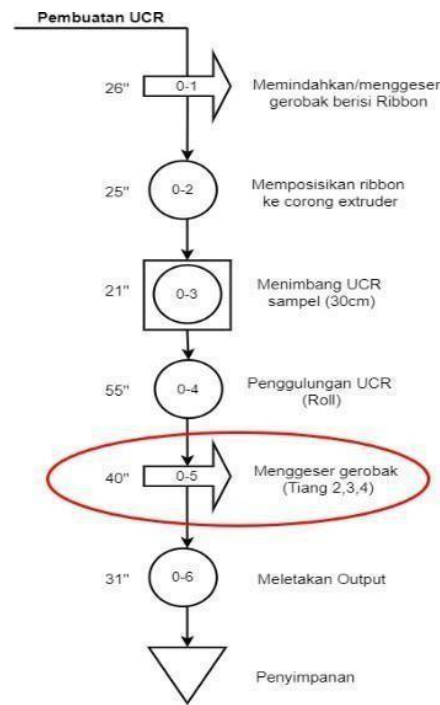 Pembuatan UCR
26"
0-1
Memindahkan/menggeser
gerobak berisi Ribbon
25"
0-2
Memposisikan ribbon
ke corong extruder
21"
0-3
Menimbang UCR
sampel (30cm)
55"
0-4
Penggulungan UCR
(Roll)
40"
0-5
Menggeser gerobak
(Tiang 2,3,4)
31"
0-6
Meletakan Output
Penyimpanan